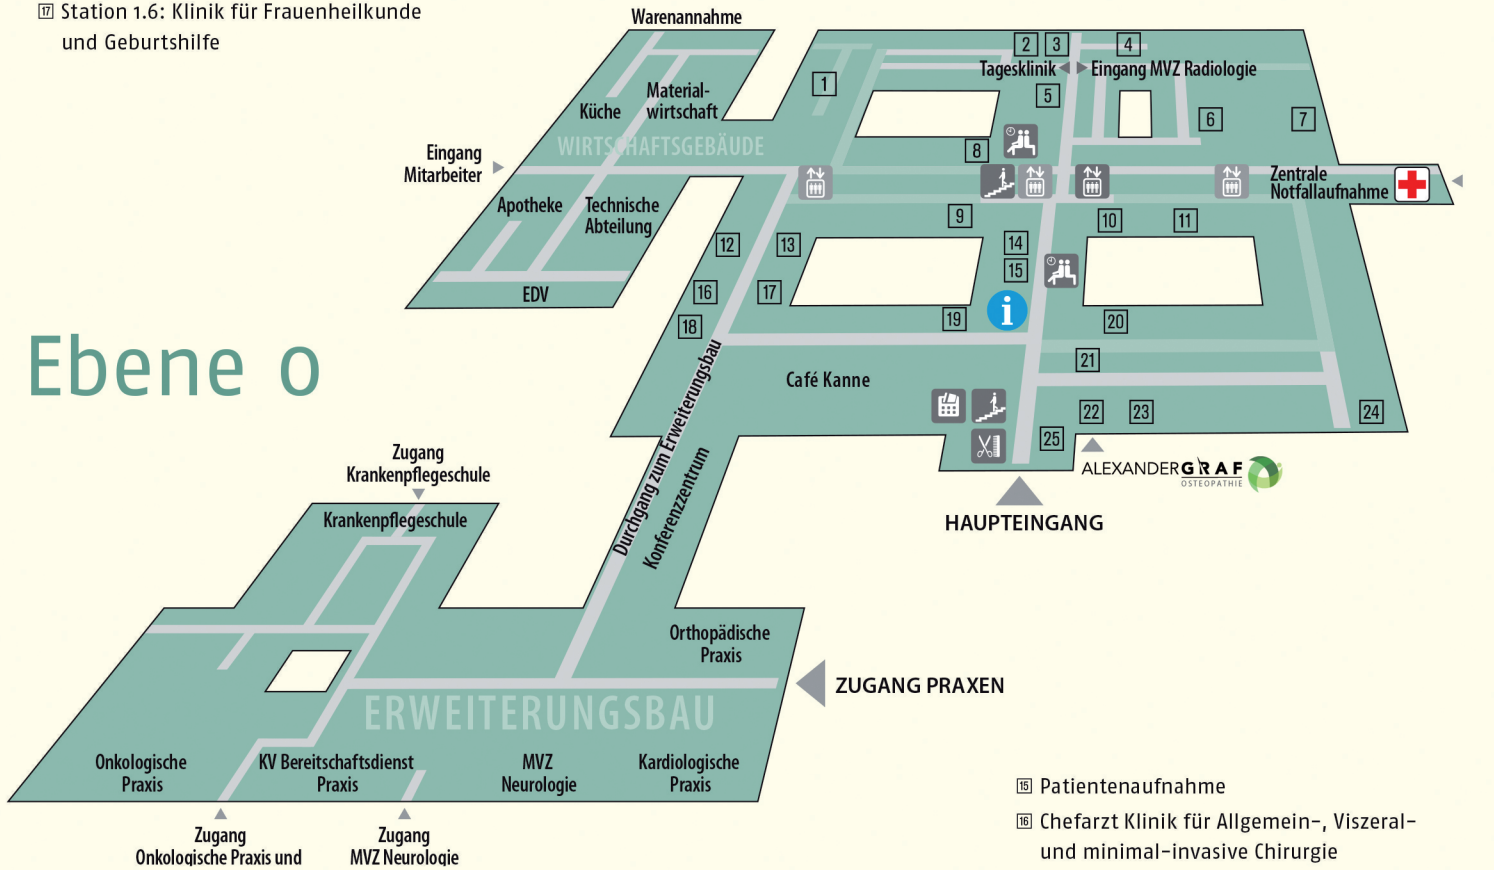 17 Station 1.6: Klinik für Frauenheilkunde
und Geburtshilfe
Warenannahme
2 3 4
Tagesklinik Eingang MVZ Radiologie
1
5
6
7
Material-
wirtschaft
Küche
WIRTSCHAFTSGEBÄUDE
8
Eingang
Mitarbeiter
Zentrale
Notfallaufnahme
Apotheke
Technische
Abteilung
9
10
11
12
13
14
15
16
17
EDV
18
19
i
20
Ebene 0
21
Durchgang zum Erweiterungsbau
Café Kanne
22
23
24
25
Konferenzzentrum
ALEXANDERGRAF
OSTEOPATHIE
HAUPTEINGANG
Zugang
Krankenpflegeschule
Krankenpflegeschule
Orthopädische
Praxis
ZUGANG PRAXEN
ERWEITERUNGSBAU
Onkologische
Praxis
KV Bereitschaftsdienst
Praxis
MVZ
Neurologie
Kardiologische
Praxis
Zugang
Onkologische Praxis und
Zugang
MVZ Neurologie
15 Patientenaufnahme
16 Chefarzt Klinik für Allgemein-, Viszeral-
und minimal-invasive Chirurgie